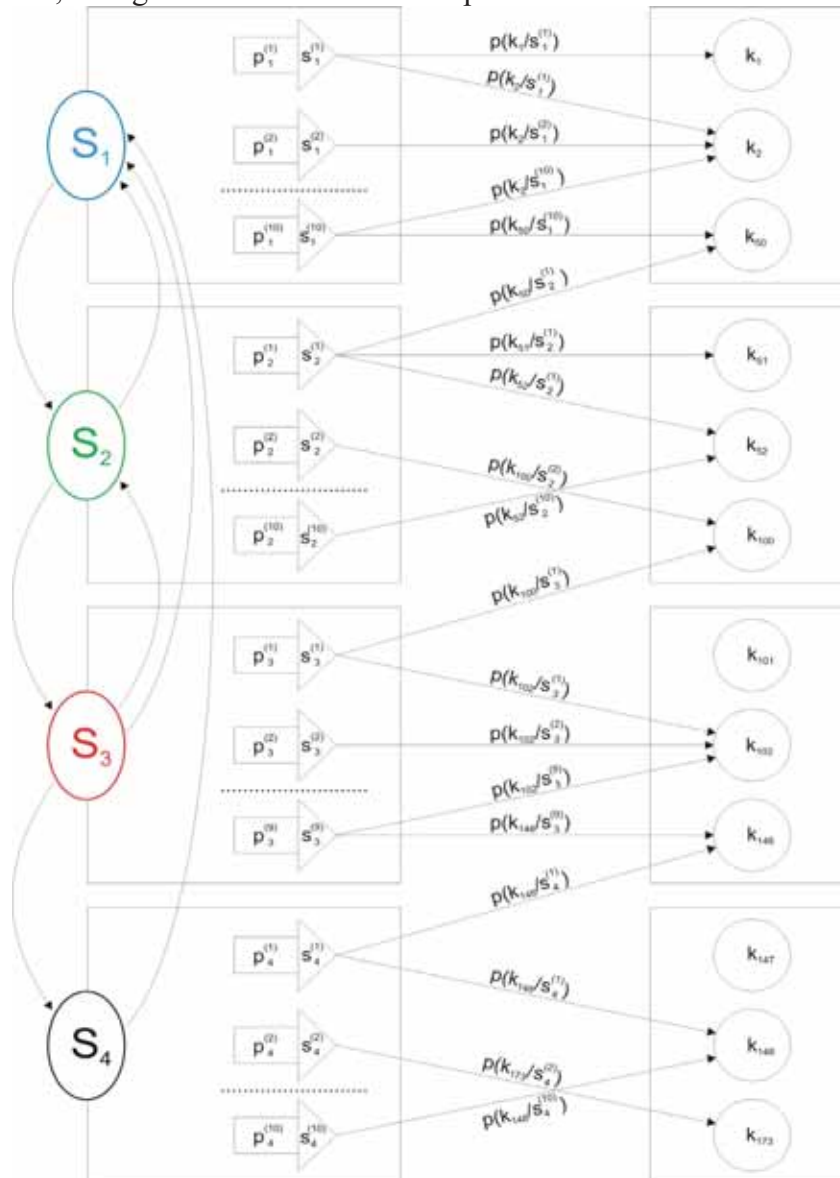 p₁⁽¹⁾ s₁⁽¹⁾ p(k₁/s₁⁽¹⁾) k₁
p(k₂/s₁⁽¹⁾)
S₁
p₁⁽²⁾ s₁⁽²⁾ p(k₂/s₁⁽²⁾) k₂
p(k₂/s₁⁽¹⁰⁾)
p₁⁽¹⁰⁾ s₁⁽¹⁰⁾ p(k₅₀/s₁⁽¹⁰⁾) k₅₀
p(k₅₀/s₂⁽¹⁾)
p₂⁽¹⁾ s₂⁽¹⁾ p(k₅₁/s₂⁽¹⁾) k₅₁
p(k₅₂/s₂⁽¹⁾)
S₂
p₂⁽²⁾ s₂⁽²⁾ k₅₂
p(k₁₀₀/s₂⁽²⁾)
p(k₅₂/s₂⁽¹⁰⁾)
p₂⁽¹⁰⁾ s₂⁽¹⁰⁾ k₁₀₀
p(k₁₀₀/s₃⁽¹⁾)
p₃⁽¹⁾ s₃⁽¹⁾ k₁₀₁
p(k₁₀₂/s₃⁽¹⁾)
S₃
p₃⁽²⁾ s₃⁽²⁾ p(k₁₀₂/s₃⁽²⁾) k₁₀₂
p(k₁₀₂/s₃⁽⁹⁾)
p₃⁽⁹⁾ s₃⁽⁹⁾ p(k₁₄₆/s₃⁽⁹⁾) k₁₄₆
p(k₁₄₆/s₄⁽¹⁾)
p₄⁽¹⁾ s₄⁽¹⁾ k₁₄₇
p(k₁₄₈/s₄⁽¹⁾)
S₄
p₄⁽²⁾ s₄⁽²⁾ k₁₄₈
p(k₁₇₃/s₄⁽²⁾)
p(k₁₄₈/s₄⁽¹⁰⁾)
p₄⁽¹⁰⁾ s₄⁽¹⁰⁾ k₁₇₃